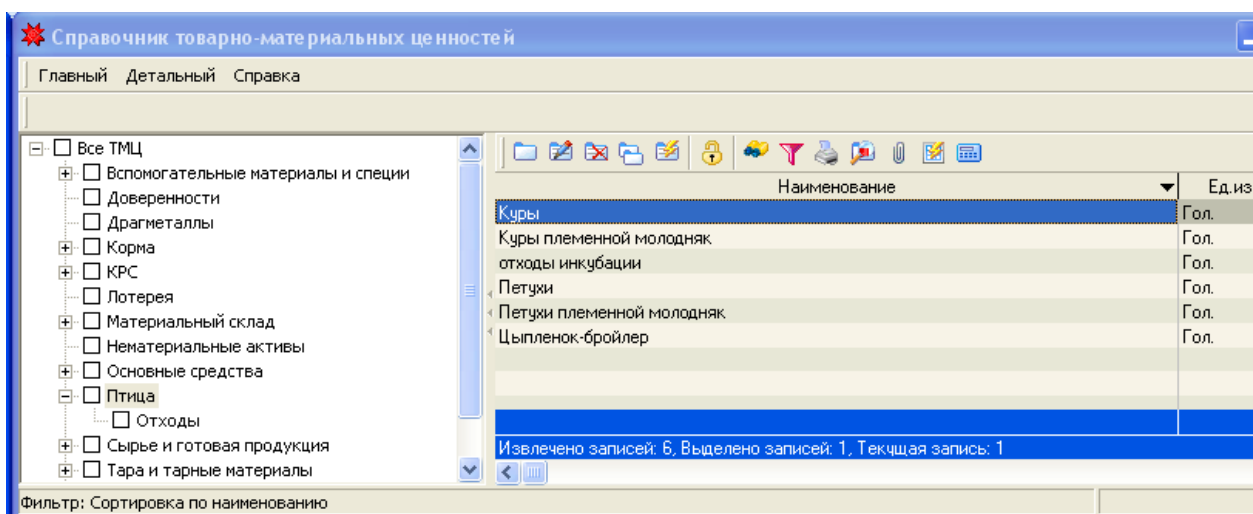 Справочник товарно-материальных ценностей
Главный Детальный Справка
Все ТМЦ
Вспомогательные материалы и специи
Доверенности
Драгметаллы
Корма
КРС
Лотерея
Материальный склад
Нематериальные активы
Основные средства
Птица
Отходы
Сырье и готовая продукция
Тара и тарные материалы
Наименование Ед.из
Куры Гол.
Куры племенной молодняк Гол.
отходы инкубации Гол.
Петухи Гол.
Петухи племенной молодняк Гол.
Цыпленок-бройлер Гол.
Извлечено записей: 6, Выделено записей: 1, Текущая запись: 1
Фильтр: Сортировка по наименованию